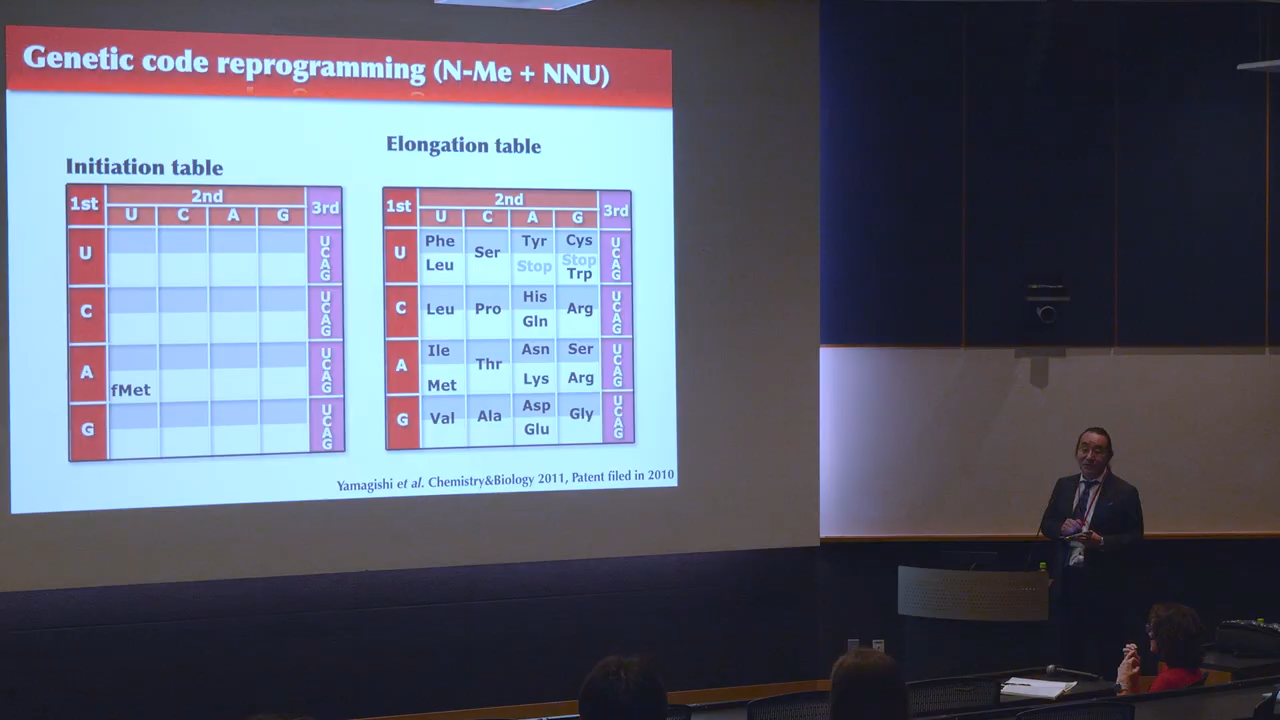 Genetic code reprogramming (N-Me + NNU)
Initiation table
1st 2nd 3rd
U C A G
U UCAG
C UCAG
A fMet UCAG
G UCAG
Elongation table
1st 2nd 3rd
U C A G
U Phe Ser Tyr Cys UCAG
Leu Stop Stop
Trp
C Leu Pro His Arg UCAG
Gln
A Ile Thr Asn Ser UCAG
Met Lys Arg
G Val Ala Asp Gly UCAG
Glu
Yamagishi et al. Chemistry&Biology 2011, Patent filed in 2010